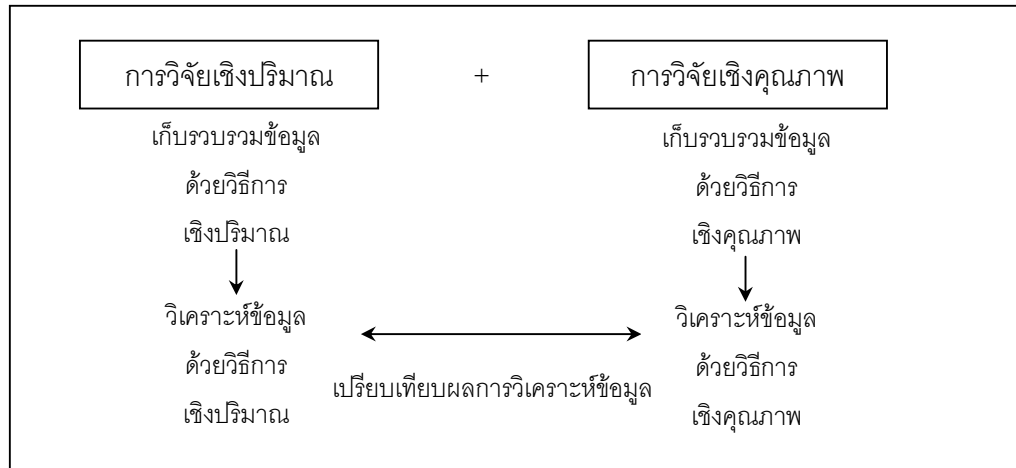 การวิจัยเชิงปริมาณ + การวิจัยเชิงคุณภาพ
เก็บรวบรวมข้อมูล
ด้วยวิธีการ
เชิงปริมาณ
เก็บรวบรวมข้อมูล
ด้วยวิธีการ
เชิงคุณภาพ
วิเคราะห์ข้อมูล
ด้วยวิธีการ
เชิงปริมาณ
เปรียบเทียบผลการวิเคราะห์ข้อมูล
วิเคราะห์ข้อมูล
ด้วยวิธีการ
เชิงคุณภาพ